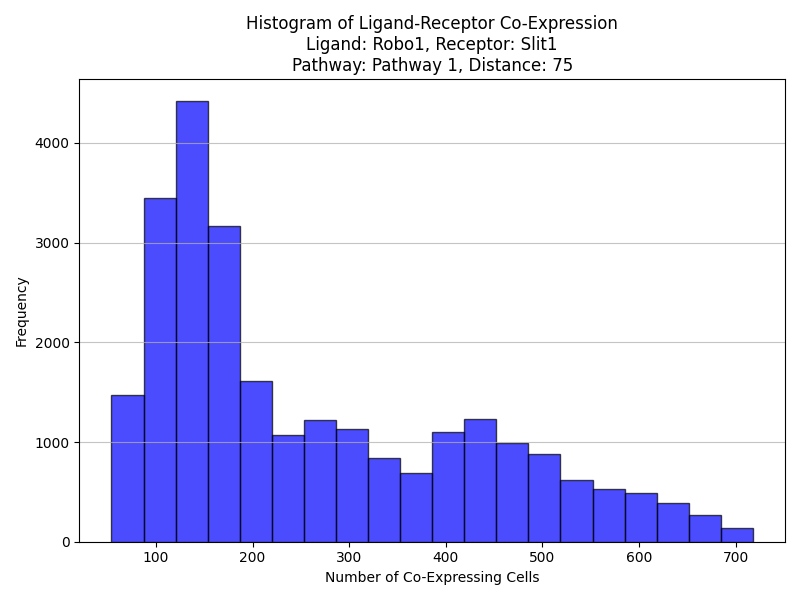 Histogram of Ligand-Receptor Co-Expression
Ligand: Robo1, Receptor: Slit1
Pathway: Pathway 1, Distance: 75
4000
3000
2000
1000
0
Frequency
100 200 300 400 500 600 700
Number of Co-Expressing Cells